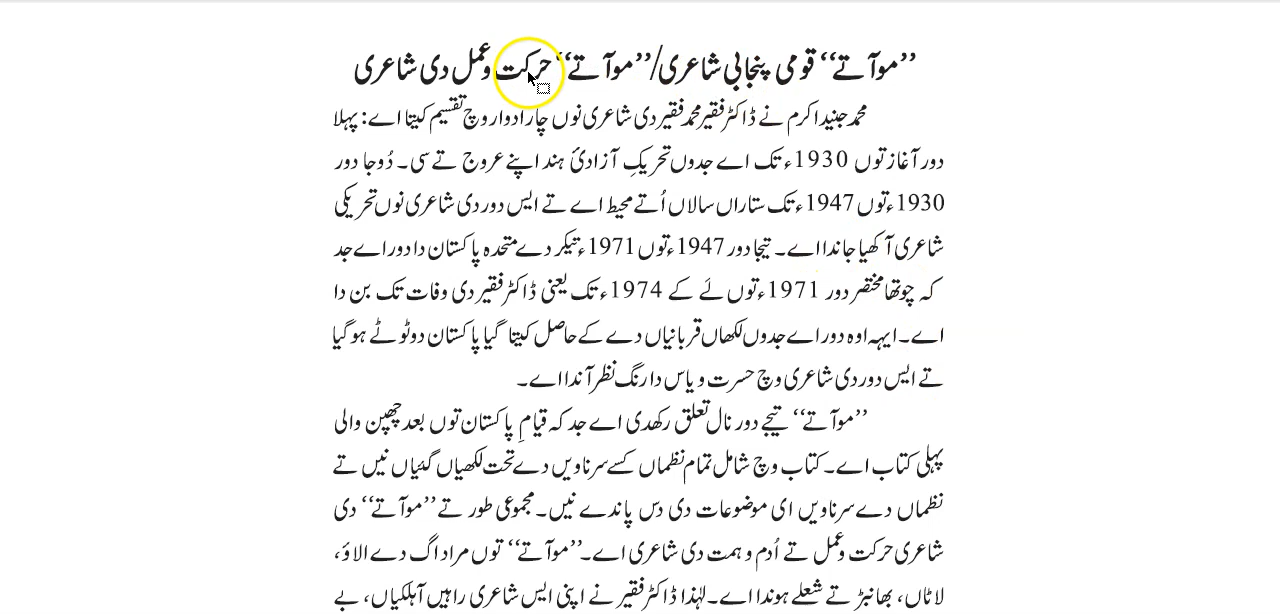 ’’موآتے‘‘ قومی پنجابی شاعری/’’موآتے‘‘ حرکت و عمل دی شاعری
محمد جنید اکرم نے ڈاکٹر فقیر محمد فقیر دی شاعری نوں چار ادوار وچ تقسیم کیتا اے: پہلا
دور آغاز توں 1930ء تک اے جدوں تحریکِ آزادیٔ ہند اپنے عروج تے سی۔ دُوجا دور
1930ء توں 1947ء تک ستاراں سالاں اُتے محیط اے تے ایس دور دی شاعری نوں تحریکی
شاعری آکھیا جاندا اے۔ تیجا دور 1947ء توں 1971ء تیکر دے متحدہ پاکستان دا دور اے جد
کہ چوتھا مختصر دور 1971ء توں لے کے 1974ء تک یعنی ڈاکٹر فقیر دی وفات تک بن دا
اے۔ ایہہ اوہ دور اے جدوں لکھاں قربانیاں دے کے حاصل کیتا گیا پاکستان دو ٹوٹے ہو گیا
تے ایس دور دی شاعری وچ حسرت و یاس دا رنگ نظر آندا اے۔
’’موآتے‘‘ تیجے دور نال تعلق رکھدی اے جد کہ قیامِ پاکستان توں بعد چھپن والی
پہلی کتاب اے۔ کتاب وچ شامل تمام نظماں کسے سرناویں دے تحت لکھیاں گئیاں نیں تے
نظماں دے سرناویں ای موضوعات دی دس پاندے نیں۔ مجموعی طور تے ’’موآتے‘‘ دی
شاعری حرکت و عمل تے اُدم و ہمت دی شاعری اے۔ ’’موآتے‘‘ توں مراد اگ دے الاؤ،
لاٹاں، بھانبڑ تے شعلے ہوندا اے۔ لہٰذا ڈاکٹر فقیر نے اپنی ایس شاعری راہیں آہلکیاں، بے